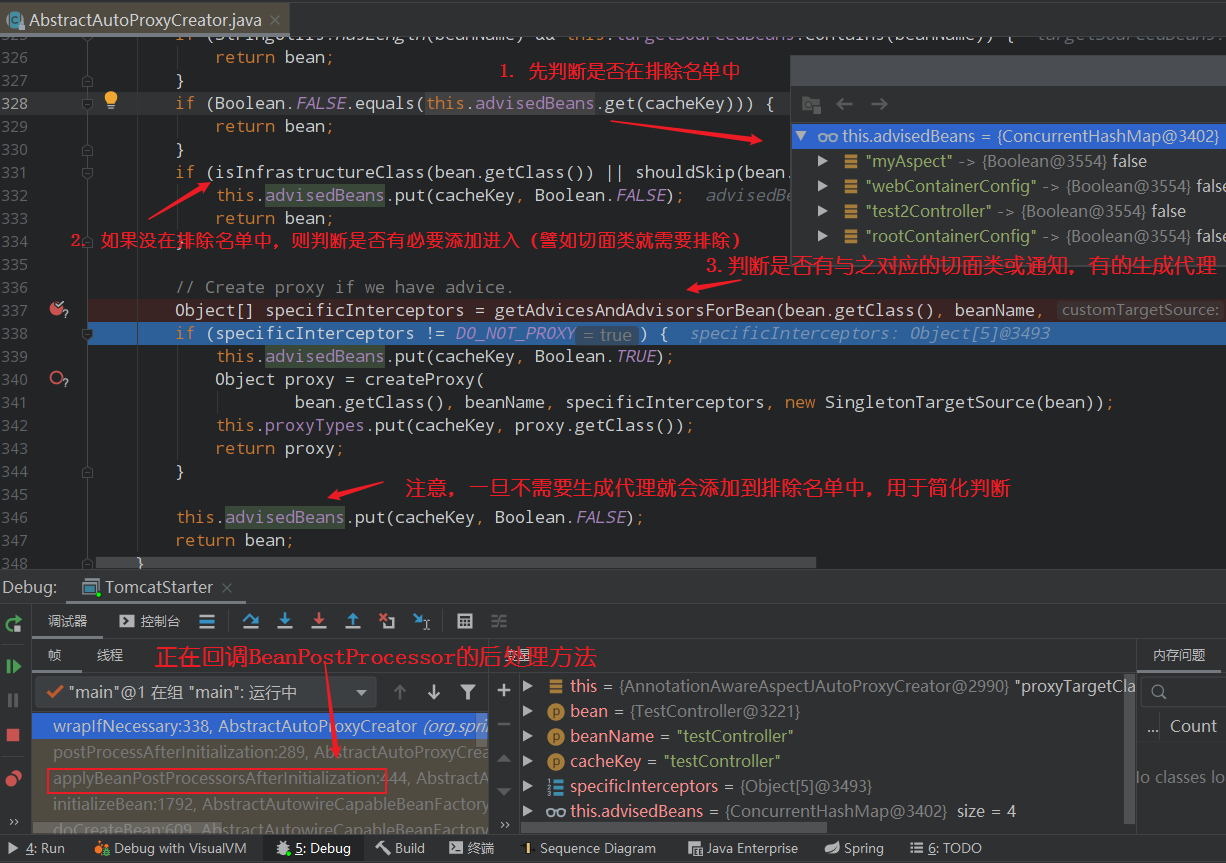 AbstractAutoProxyCreator.java
325 if (StringUtils.hasLength(beanName) && this.targetSourcedBeans.contains(beanName)) { targetSourcedBeans:
326 return bean;
1. 先判断是否在排除名单中
327 }
328 if (Boolean.FALSE.equals(this.advisedBeans.get(cacheKey))) {
329 return bean;
330 }
331 if (isInfrastructureClass(bean.getClass()) || shouldSkip(bean.
332 this.advisedBeans.put(cacheKey, Boolean.FALSE); advisedBe
333 return bean;
334 }
2. 如果没在排除名单中，则判断是否有必要添加进入（譬如切面类就需要排除）
this.advisedBeans = {ConcurrentHashMap@3402}
"myAspect" -> {Boolean@3554} false
"webContainerConfig" -> {Boolean@3554} false
"test2Controller" -> {Boolean@3554} false
"rootContainerConfig" -> {Boolean@3554} false
335
3.判断是否有与之对应的切面类或通知，有的生成代理
336 // Create proxy if we have advice.
337 Object[] specificInterceptors = getAdvicesAndAdvisorsForBean(bean.getClass(), beanName, customTargetSource:
338 if (specificInterceptors != DO_NOT_PROXY = true ) { specificInterceptors: Object[5]@3493
339 this.advisedBeans.put(cacheKey, Boolean.TRUE);
340 Object proxy = createProxy(
341 bean.getClass(), beanName, specificInterceptors, new SingletonTargetSource(bean));
342 this.proxyTypes.put(cacheKey, proxy.getClass());
343 return proxy;
344 }
345
注意，一旦不需要生成代理就会添加到排除名单中，用于简化判断
346 this.advisedBeans.put(cacheKey, Boolean.FALSE);
347 return bean;
348 }
Debug: TomcatStarter
调试器 控制台
帧 线程
正在回调BeanPostProcessor的后处理方法
变量
内存问题
"main"@1 在组 "main": 运行中
wrapIfNecessary:338, AbstractAutoProxyCreator (org.spri
postProcessAfterInitialization:289, AbstractAutoProxyCrea
applyBeanPostProcessorsAfterInitialization:444, AbstractA
initializeBean:1792, AbstractAutowireCapableBeanFactory
doCreateBean:609, AbstractAutowireCapableBeanFactory
this = {AnnotationAwareAspectJAutoProxyCreator@2990} "proxyTargetCla
bean = {TestController@3221}
beanName = "testController"
cacheKey = "testController"
specificInterceptors = {Object[5]@3493}
this.advisedBeans = {ConcurrentHashMap@3402} size = 4
... Count
lo classes lo
4: Run Debug with VisualVM 5: Debug Build 终端 Sequence Diagram Java Enterprise Spring 6: TODO